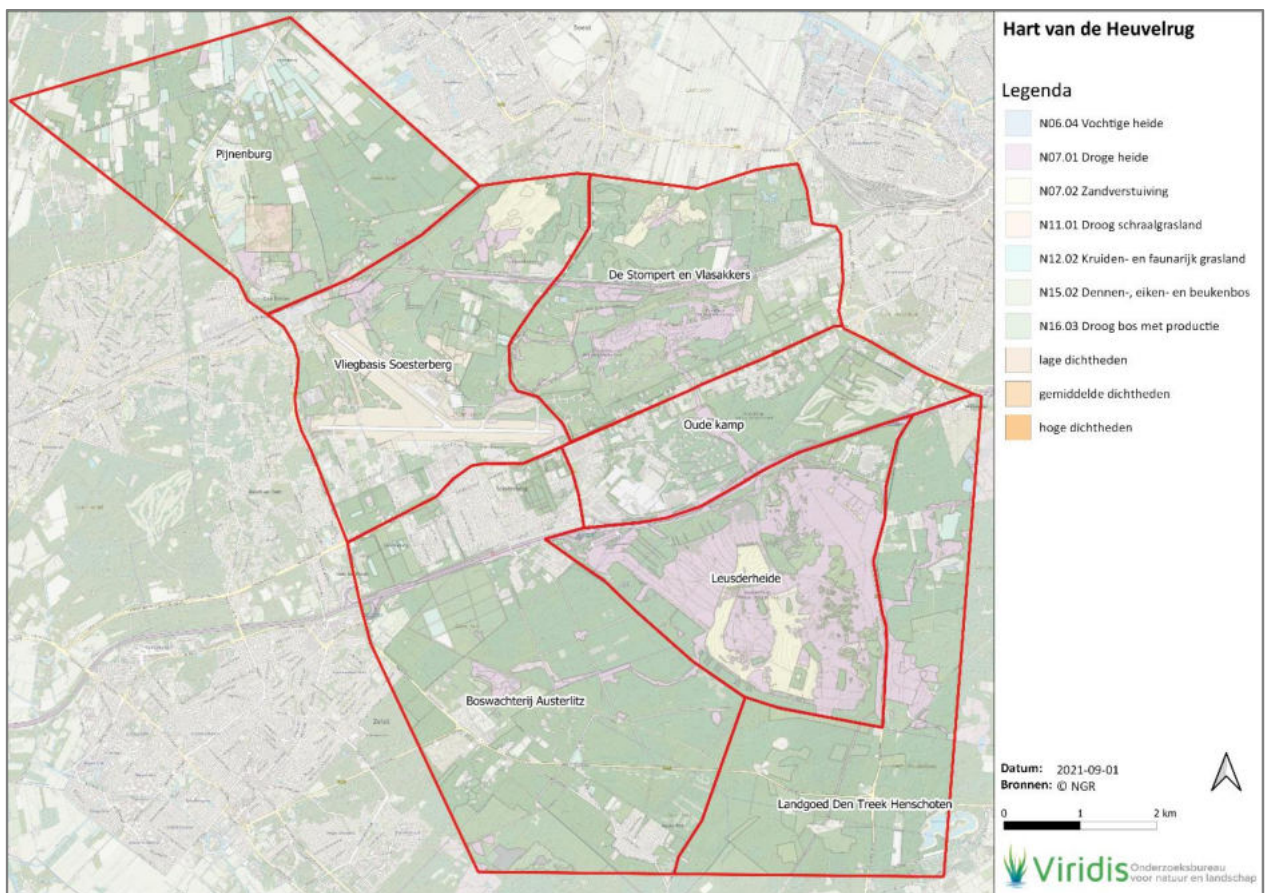 Hart van de Heuvelrug
Legenda
N06.04 Vochtige heide
N07.01 Droge heide
N07.02 Zandverstuiving
N11.01 Droog schraalgrasland
N12.02 Kruiden- en faunarijk grasland
N15.02 Dennen-, eiken- en beukenbos
N16.03 Droog bos met productie
lage dichtheden
gemiddelde dichtheden
hoge dichtheden
Pijnenburg
De Stompert en Vlasakkers
Vliegbasis Soesterberg
Oude kamp
Leusderheide
Boswachterij Austerlitz
Landgoed Den Treek Henschoten
Datum: 2021-09-01
Bronnen: © NGR
0 1 2 km
Viridis Onderzoeksbureau
voor natuur en landschap